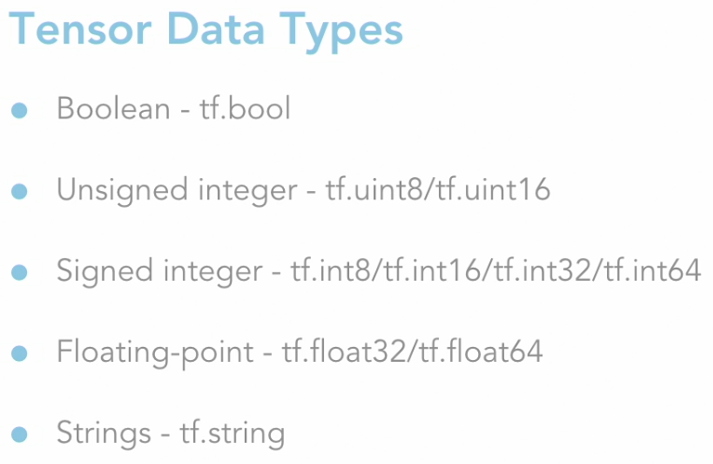 Tensor Data Types
● Boolean - tf.bool
● Unsigned integer - tf.uint8/tf.uint16
● Signed integer - tf.int8/tf.int16/tf.int32/tf.int64
● Floating-point - tf.float32/tf.float64
● Strings - tf.string